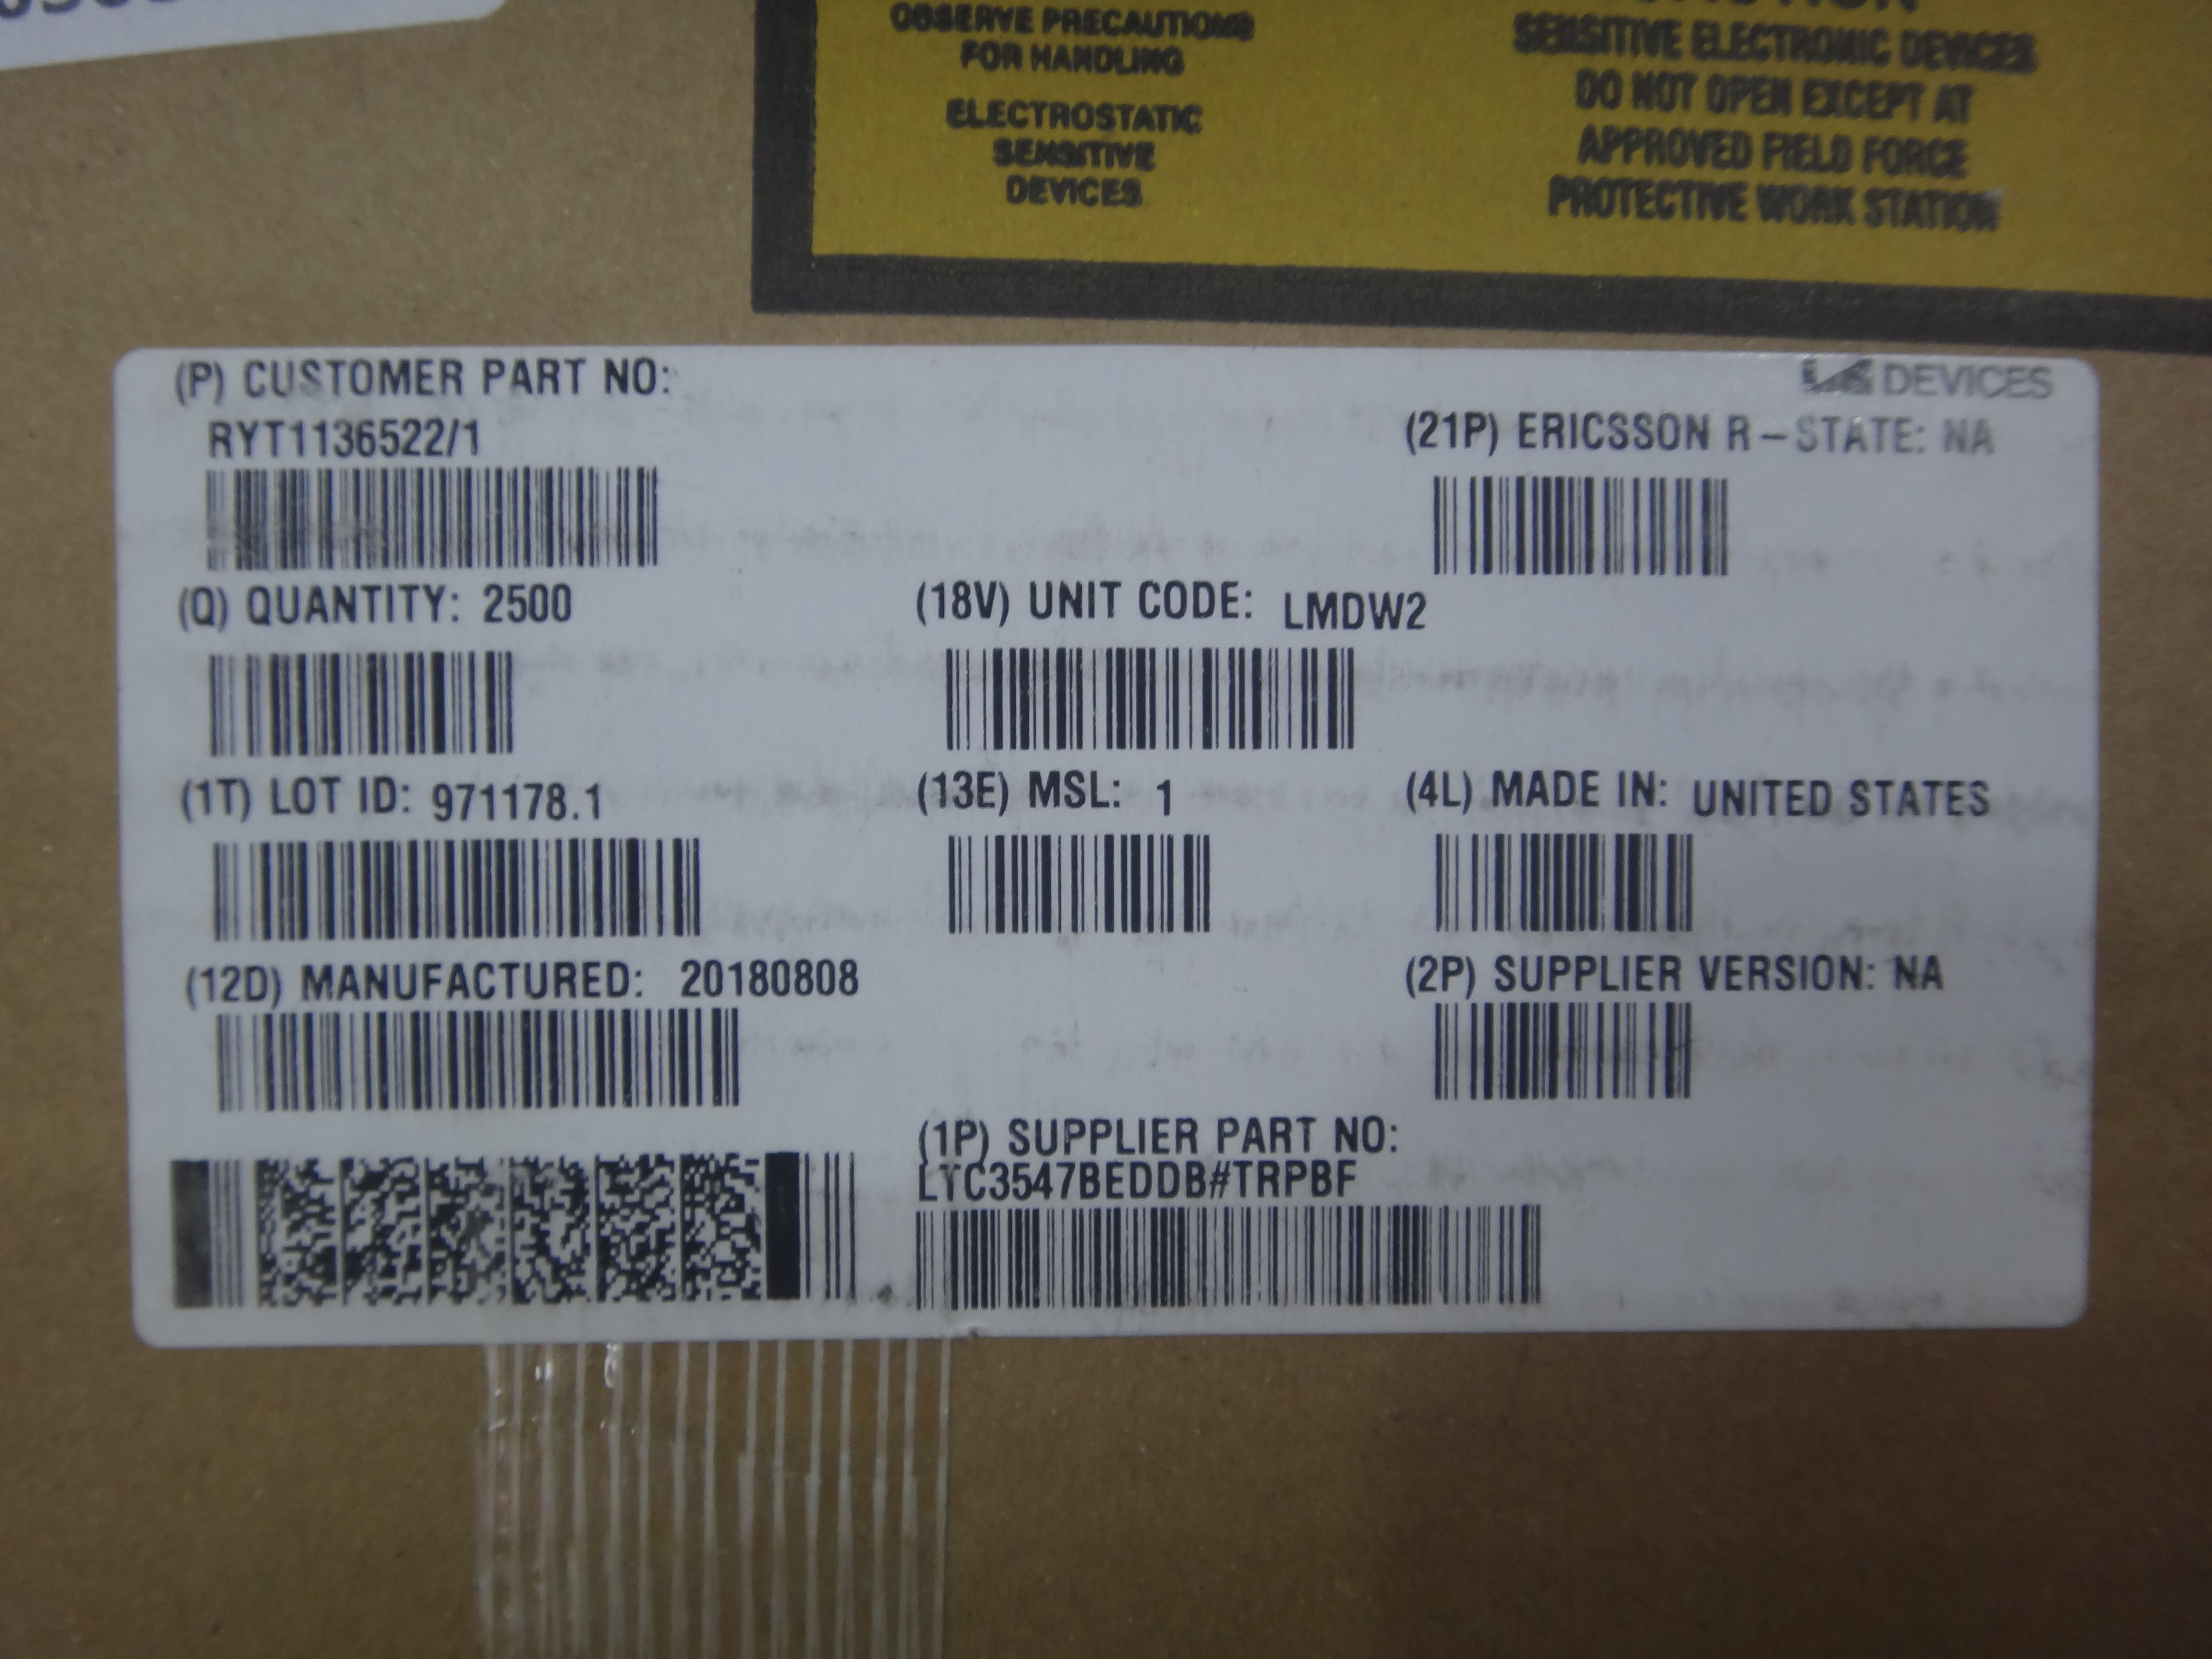 OBSERVE PRECAUTIONS
FOR HANDLING
ELECTROSTATIC
SENSITIVE
DEVICES
SENSITIVE ELECTRONIC DEVICES
DO NOT OPEN EXCEPT AT
APPROVED FIELD FORCE
PROTECTIVE WORK STATION
(P) CUSTOMER PART NO:
RYT1136522/1
DEVICES
(21P) ERICSSON R-STATE: NA
(Q) QUANTITY: 2500
(18V) UNIT CODE: LMDW2
(1T) LOT ID: 971178.1
(13E) MSL: 1
(4L) MADE IN: UNITED STATES
(12D) MANUFACTURED: 20180808
(2P) SUPPLIER VERSION: NA
(1P) SUPPLIER PART NO:
LTC3547BEDDB#TRPBF